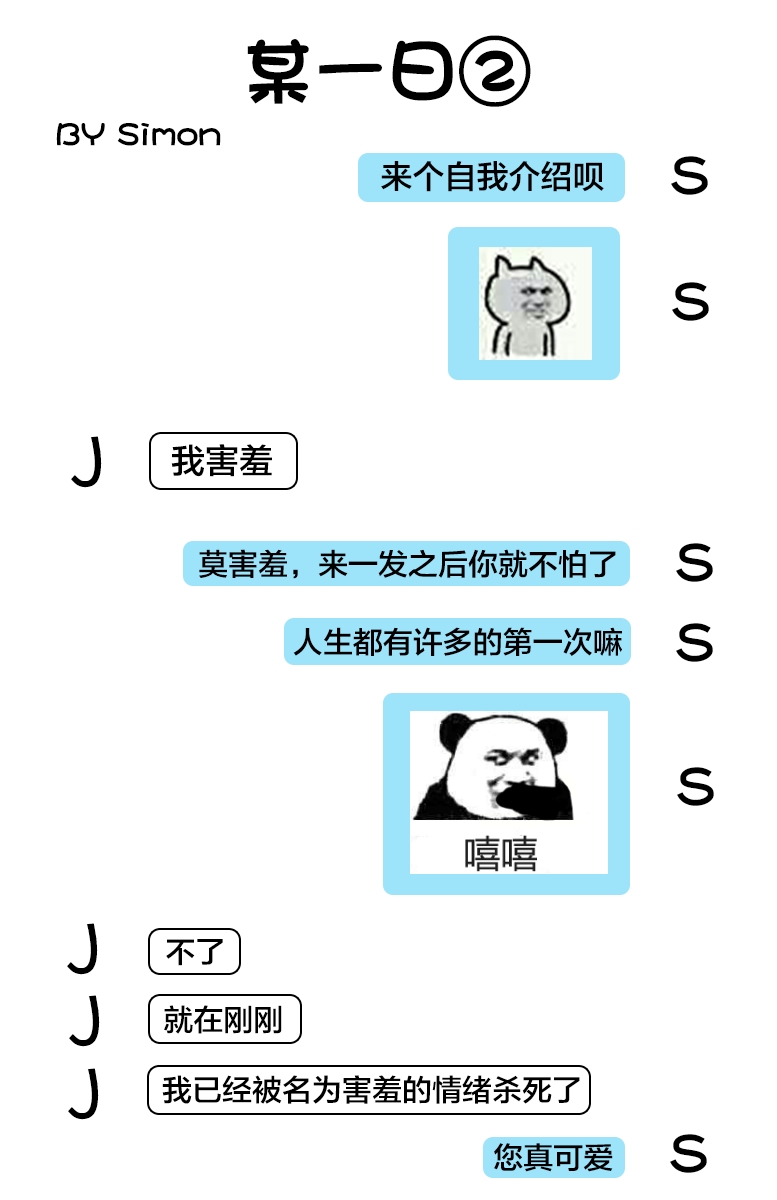 某一日②
BY Simon
来个自我介绍呗 S
S
J 我害羞
莫害羞，来一发之后你就不怕了 S
人生都有许多的第一次嘛 S
嘻嘻 S
J 不了
J 就在刚刚
J 我已经被名为害羞的情绪杀死了
您真可爱 S